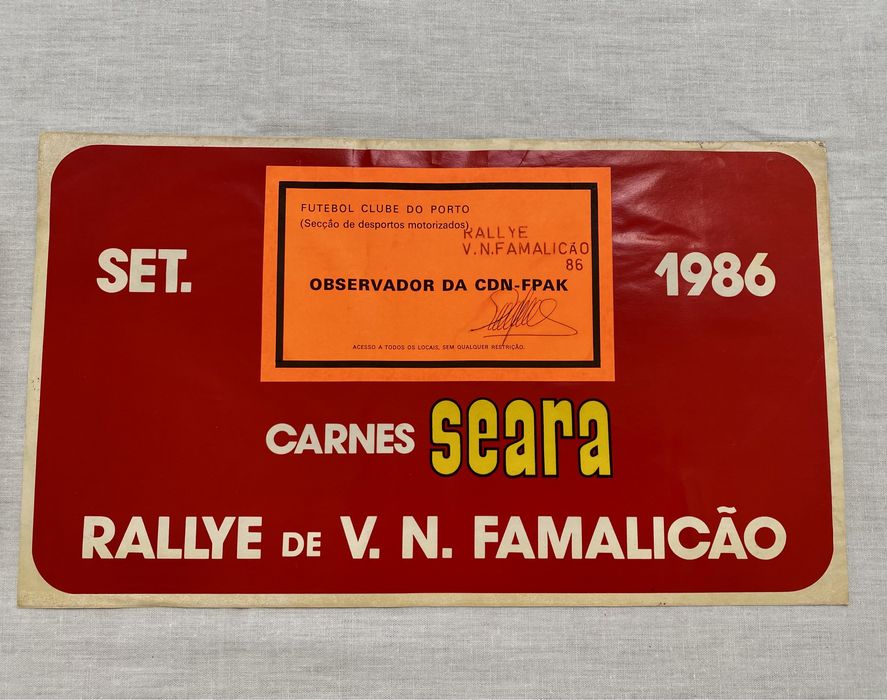 FUTEBOL CLUBE DO PORTO
(Secção de desportos motorizados)
RALLYE
V.N.FAMALICÃO
86
OBSERVADOR DA CDN-FPAK
ACESSO A TODOS OS LOCAIS, SEM QUALQUER RESTRIÇÃO.
SET.
1986
CARNES seara
RALLYE DE V. N. FAMALICÃO